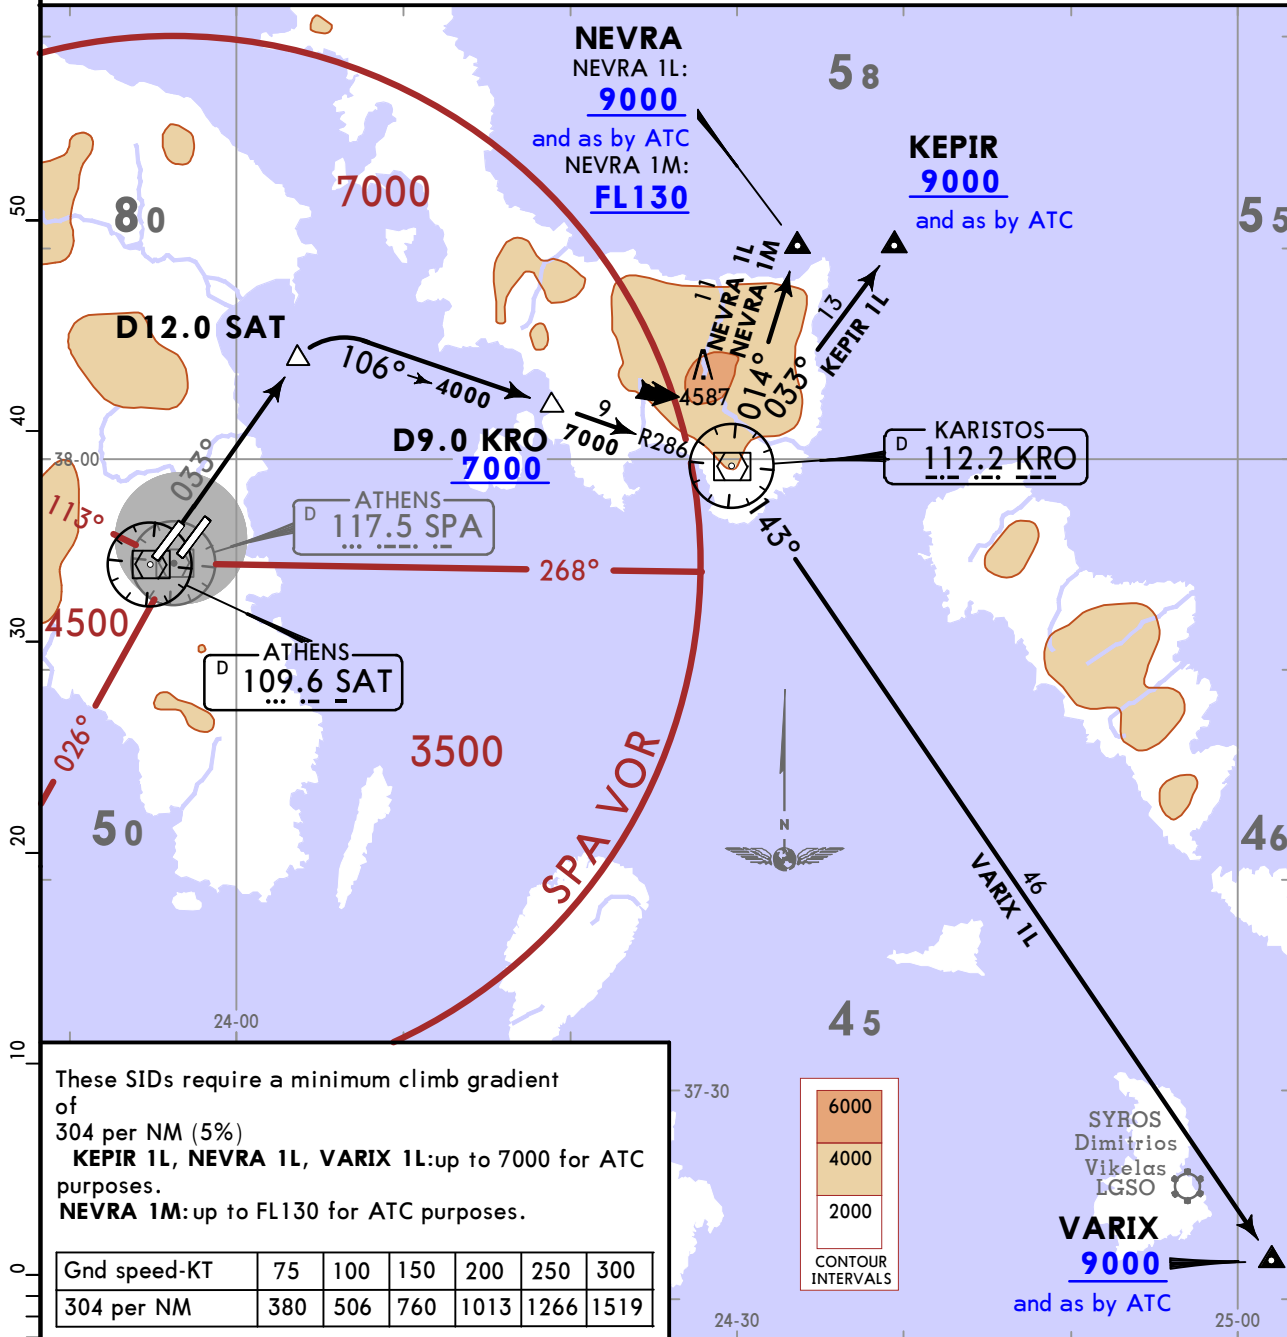 NEVRA
NEVRA 1L:
9000
and as by ATC
NEVRA 1M:
FL130
58
KEPIR
9000
and as by ATC
55
50
80
7000
11
NEVRA 1L
NEVRA 1M
13
KEPIR 1L
D12.0 SAT
106° 4000
4587
014°
033°
40
D9.0 KRO
7000
9
7000
R286
KARISTOS
D 112.2 KRO
38-00
033°
113°
ATHENS
D 117.5 SPA
143°
268°
4500
30
ATHENS
D 109.6 SAT
026°
3500
SPA VOR
50
20
N
46
46
VARIX 1L
24-00
45
10
37-30
These SIDs require a minimum climb gradient
of
304 per NM (5%)
KEPIR 1L, NEVRA 1L, VARIX 1L:up to 7000 for ATC
purposes.
NEVRA 1M: up to FL130 for ATC purposes.
Gnd speed-KT 75 100 150 200 250 300
304 per NM 380 506 760 1013 1266 1519
0
6000
4000
2000
CONTOUR
INTERVALS
SYROS
Dimitrios
Vikelas
LGSO
VARIX
9000
and as by ATC
24-30
25-00